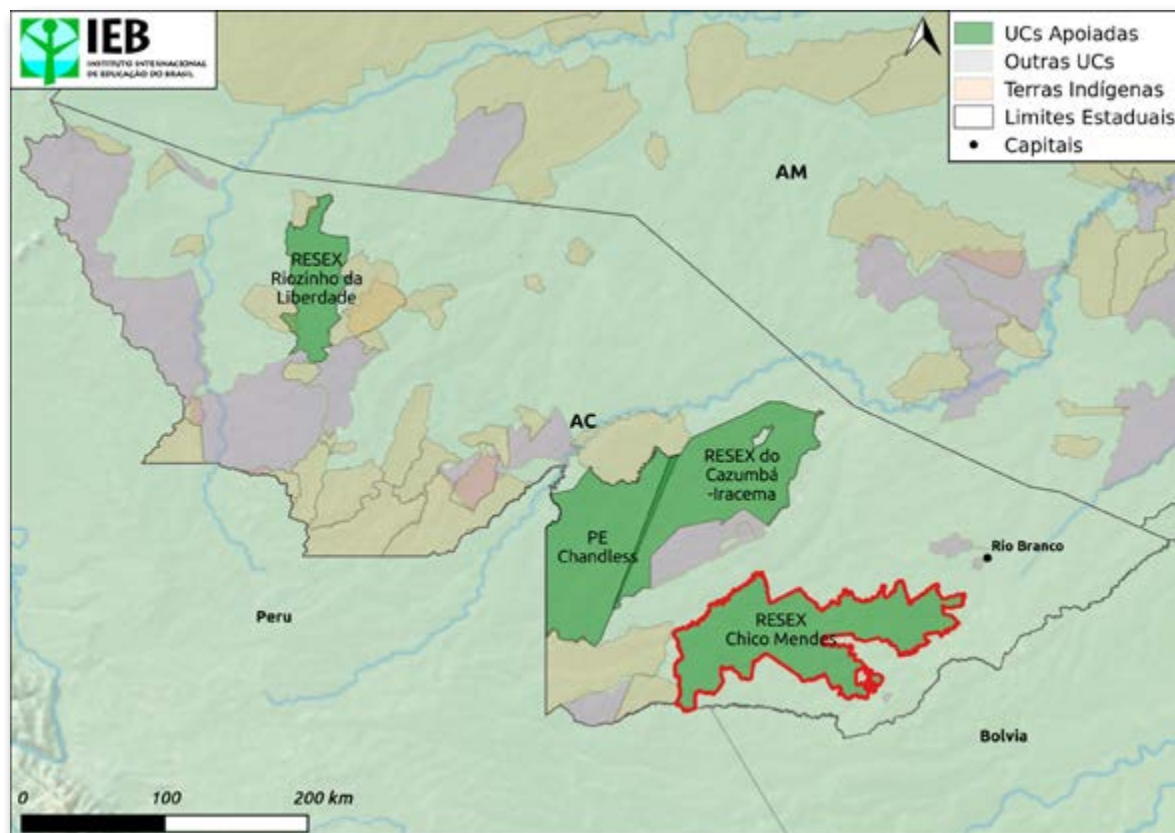 IEB
INSTITUTO INTERNACIONAL
DE EDUCAÇÃO DO BRASIL
UCs Apoiadas
Outras UCs
Terras Indígenas
Limites Estaduais
Capitais
AM
RESEX
Riozinho da
Liberdade
AC
RESEX do
Cazumbá
-Iracema
PE
Chandless
Rio Branco
Peru
RESEX
Chico Mendes
Bolvia
0 100 200 km